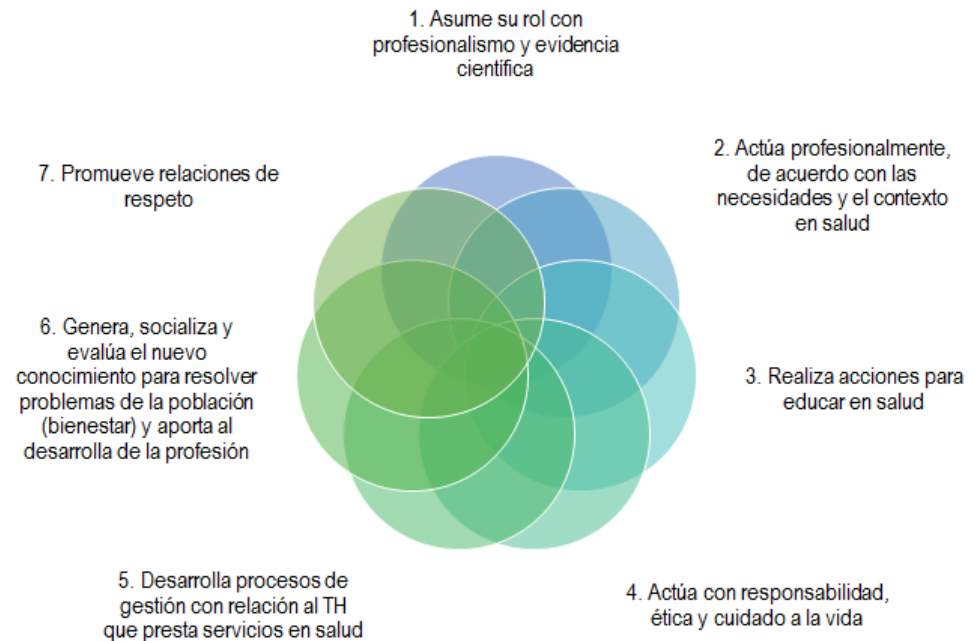 1. Asume su rol con
profesionalismo y evidencia
científica
2. Actúa profesionalmente,
de acuerdo con las
necesidades y el contexto
en salud
3. Realiza acciones para
educar en salud
4. Actúa con responsabilidad,
ética y cuidado a la vida
5. Desarrolla procesos de
gestión con relación al TH
que presta servicios en salud
6. Genera, socializa y
evalúa el nuevo
conocimiento para resolver
problemas de la población
(bienestar) y aporta al
desarrolla de la profesión
7. Promueve relaciones de
respeto